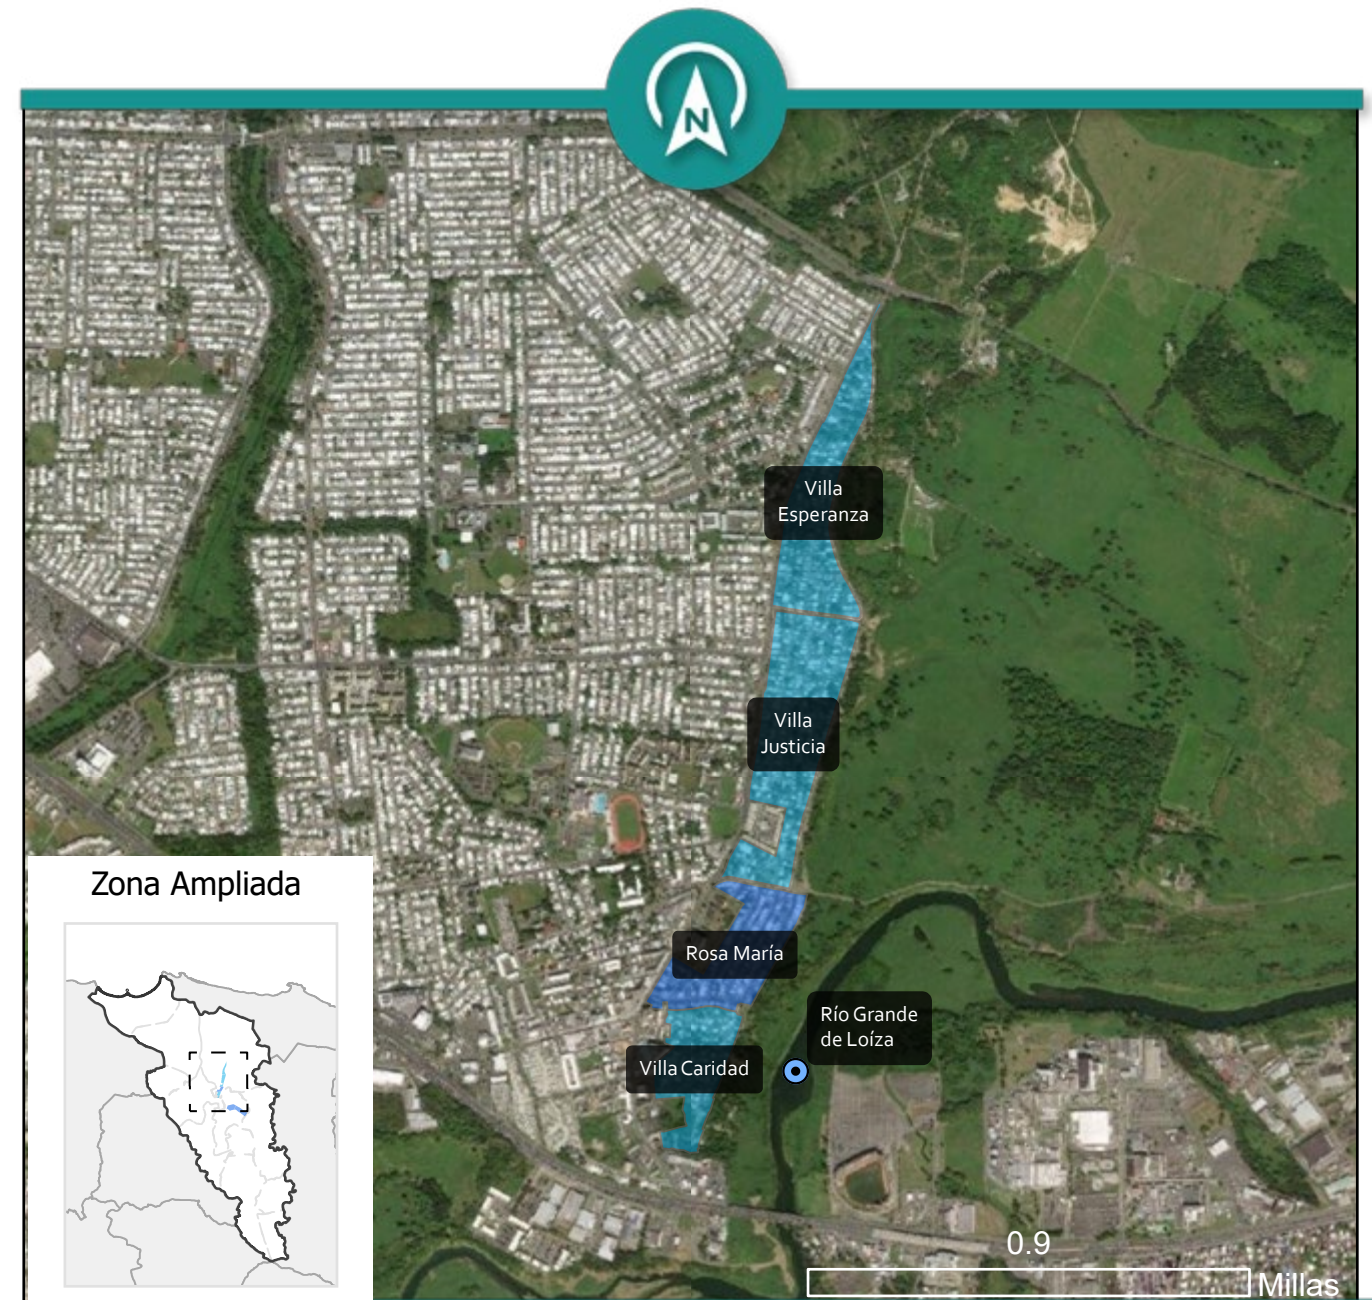 N
Villa
Esperanza
Villa
Justicia
Rosa María
Río Grande
de Loíza
Villa Caridad
Zona Ampliada
0.9
Millas